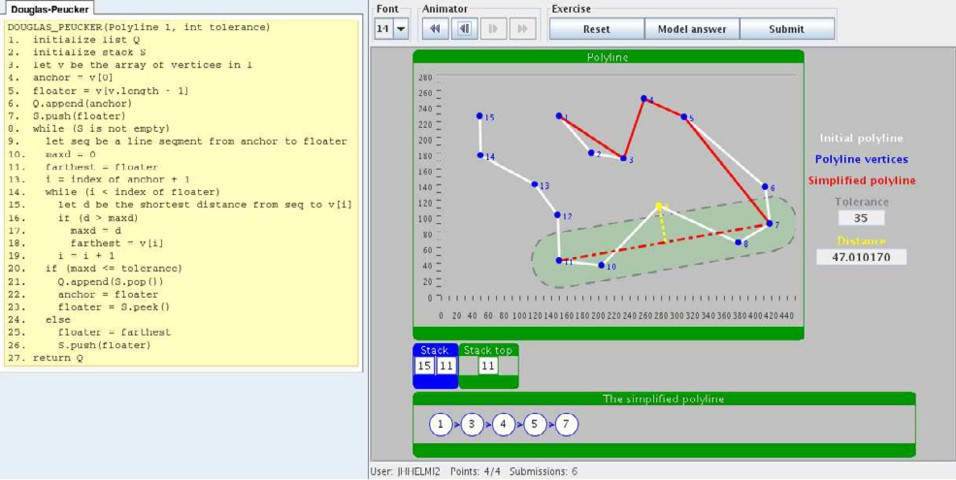 Douglas-Peucker
DOUGLAS_PEUCKER(Polyline l, int tolerance)
1. initialize list Q
2. initialize stack S
3. let v be the array of vertices in l
4. anchor = v[0]
5. floater = v[v.length - 1]
6. Q.append(anchor)
7. S.push(floater)
8. while (S is not empty)
9. let seg be a line segment from anchor to floater
10. maxd = 0
11. farthest = floater
13. i = index of anchor + 1
14. while (i < index of floater)
15. let d be the shortest distance from seg to v[i]
16. if (d > maxd)
17. maxd = d
18. farthest = v[i]
19. i = i + 1
20. if (maxd <= tolerance)
21. Q.append(S.pop())
22. anchor = floater
23. floater = S.peek()
24. else
25. floater = farthest
26. S.push(floater)
27. return Q
Font
14
Animator
Exercise
Reset
Model answer
Submit
Polyline
280
260
240
220
200
180
160
140
120
100
80
60
40
20
0
0 20 40 60 80 100 120 140 160 180 200 220 240 260 280 300 320 340 360 380 400 420 440
1
2
3
4
5
6
7
8
10
11
12
13
14
15
Initial polyline
Polyline vertices
Simplified polyline
Tolerance
35
Distance
47.010170
Stack
15 11
Stack top
11
The simplified polyline
1 > 3 > 4 > 5 > 7
Points: 4/4 Submissions: 6